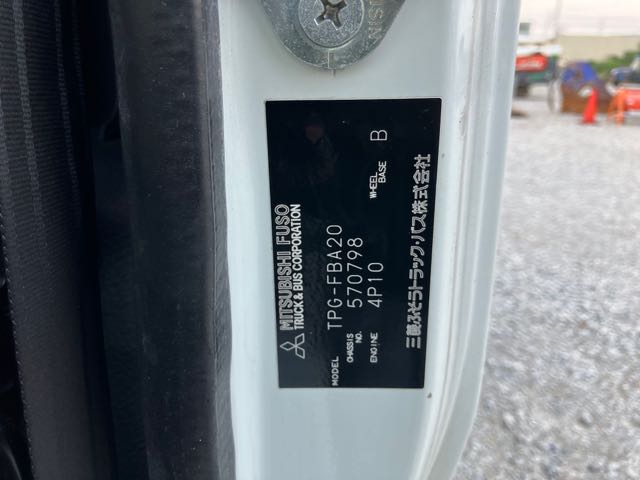 MITSUBISHI FUSO
TRUCK & BUS CORPORATION
MODEL TPG-FBA20
CHASSIS NO. 570798
ENGINE 4P10
WHEEL BASE B
三菱ふそうトラック・バス株式会社